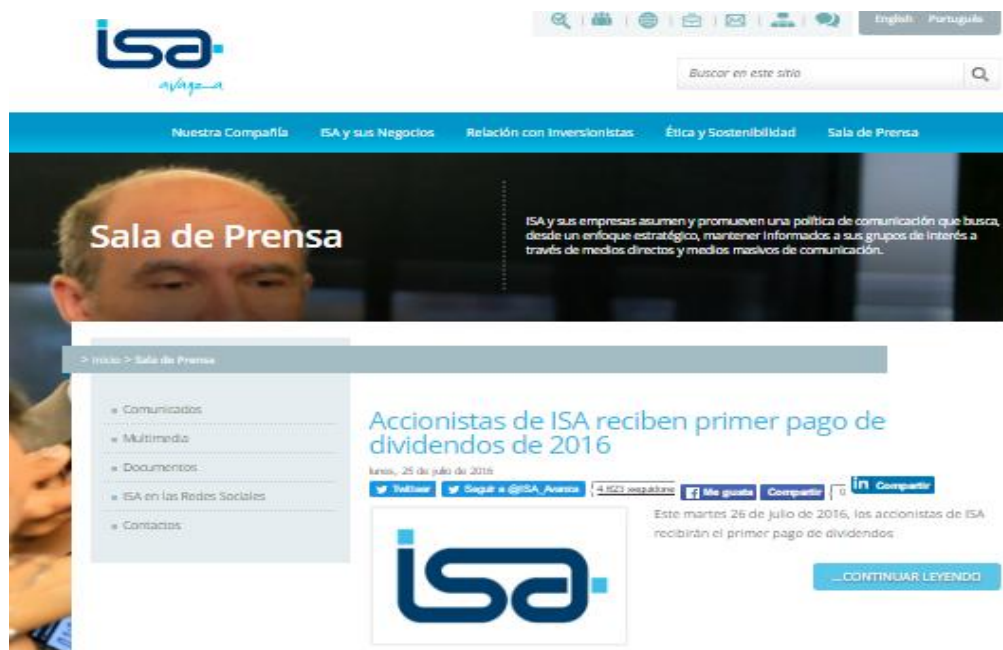 isa
avanza
English Português
Buscar en este sitio
Nuestra Compañía ISA y sus Negocios Relación con Inversionistas Ética y Sostenibilidad Sala de Prensa
Sala de Prensa
ISA y sus empresas asumen y promueven una política de comunicación que busca,
desde un enfoque estratégico, mantener informados a sus grupos de interés a
través de medios directos y medios masivos de comunicación.
> Inicio > Sala de Prensa
Comunicados
Multimedia
Documentos
ISA en las Redes Sociales
Contactos
Accionistas de ISA reciben primer pago de
dividendos de 2016
lunes, 25 de julio de 2016
Twittear Seguir a @ISA_Avanza 4.623 seguidores Me gusta Compartir 0 in Compartir
Este martes 26 de julio de 2016, los accionistas de ISA
recibirán el primer pago de dividendos
...CONTINUAR LEYENDO
isa